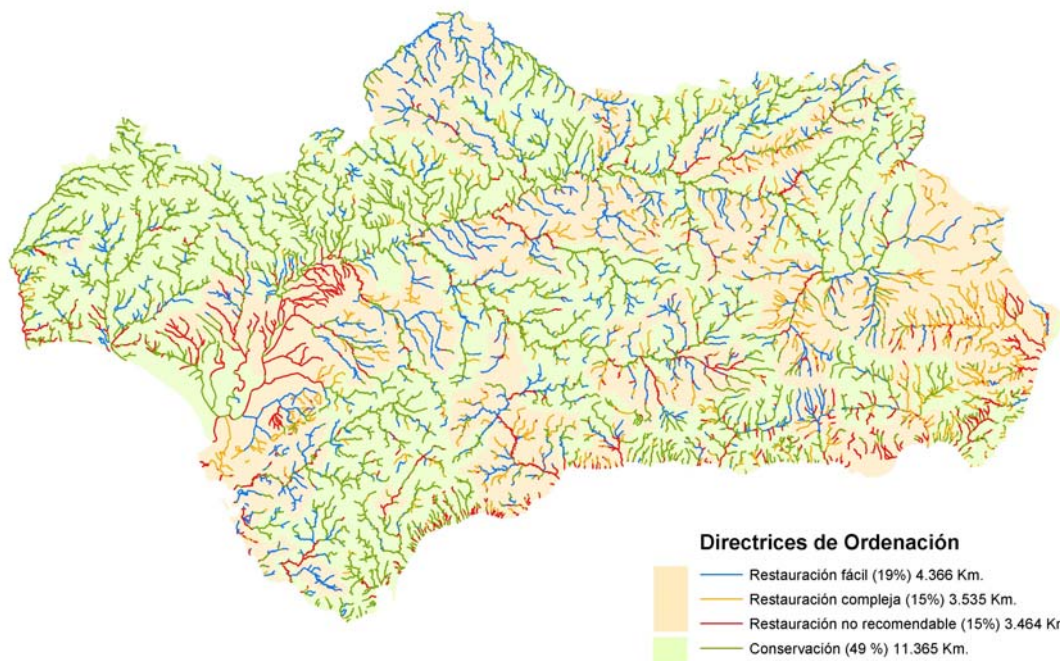 Directrices de Ordenación
Restauración fácil (19%) 4.366 Km.
Restauración compleja (15%) 3.535 Km.
Restauración no recomendable (15%) 3.464 K
Conservación (49 %) 11.365 Km.